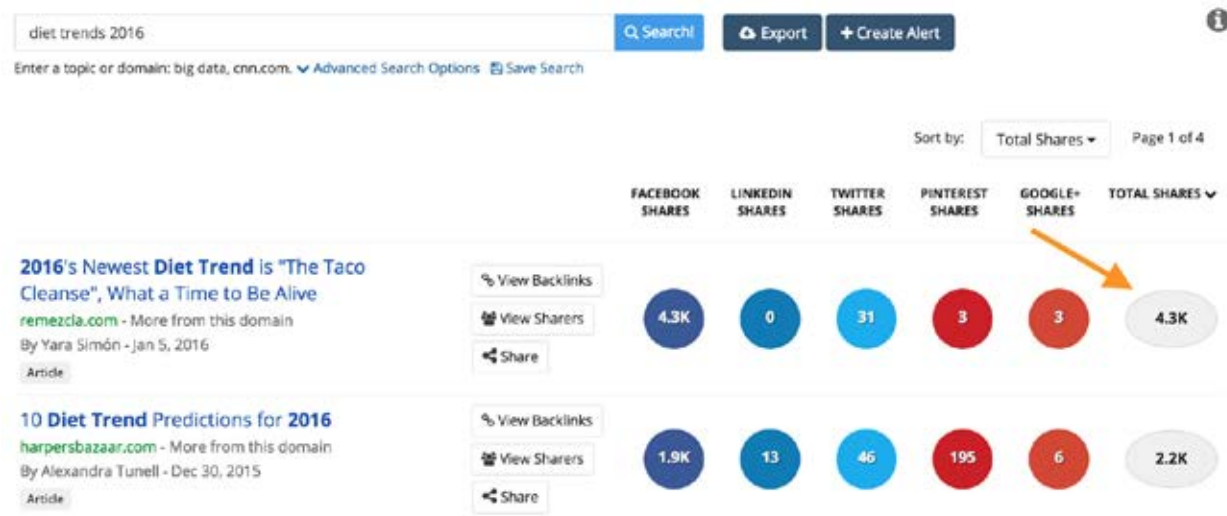 diet trends 2016
Search!
Export
+ Create Alert
Enter a topic or domain: big data, cnn.com. Advanced Search Options Save Search
Sort by: Total Shares Page 1 of 4
FACEBOOK SHARES
LINKEDIN SHARES
TWITTER SHARES
PINTEREST SHARES
GOOGLE+ SHARES
TOTAL SHARES
2016's Newest Diet Trend is "The Taco
Cleanse", What a Time to Be Alive
remezcla.com - More from this domain
By Yara Simón - Jan 5, 2016
Article
View Backlinks
View Sharers
Share
4.3K 0 31 3 3 4.3K
10 Diet Trend Predictions for 2016
harpersbazaar.com - More from this domain
By Alexandra Tunell - Dec 30, 2015
Article
View Backlinks
View Sharers
Share
1.9K 13 46 195 6 2.2K